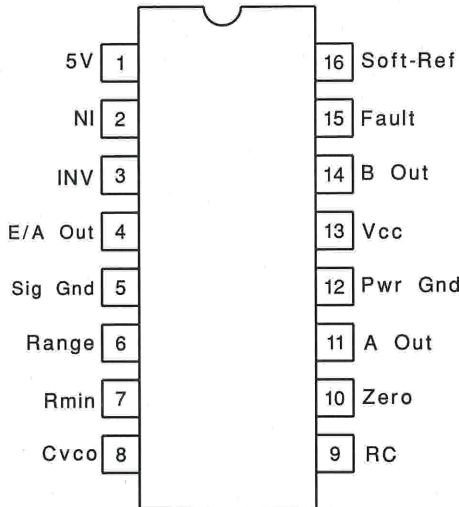 5V 1 16 Soft-Ref
NI 2 15 Fault
INV 3 14 B Out
E/A Out 4 13 Vcc
Sig Gnd 5 12 Pwr Gnd
Range 6 11 A Out
Rmin 7 10 Zero
Cvco 8 9 RC